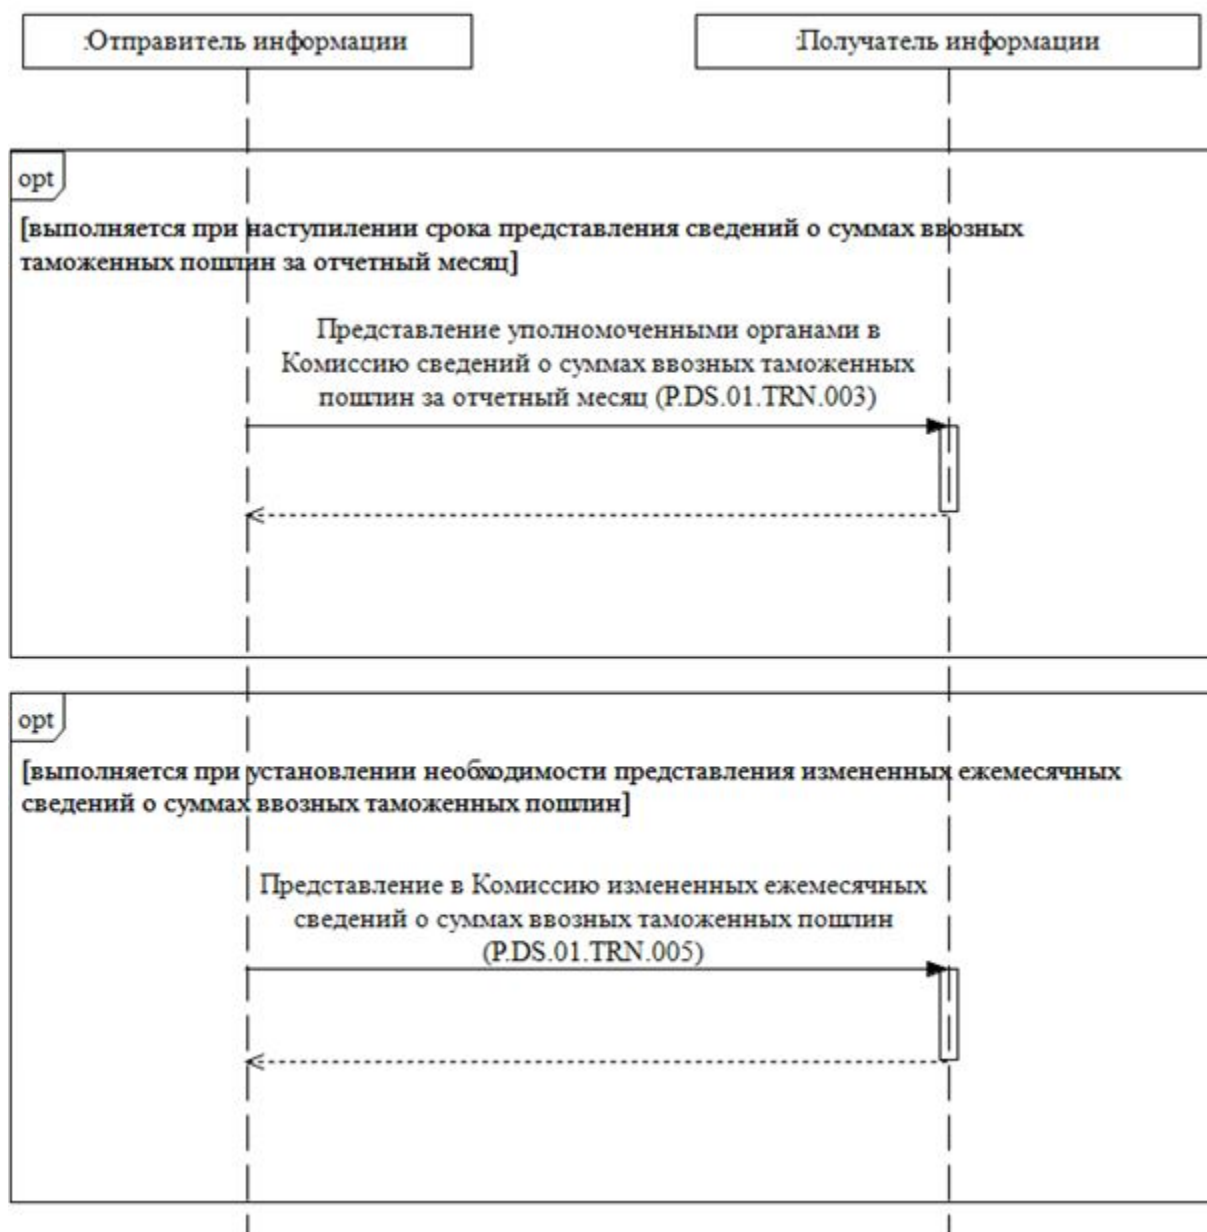 :Отправитель информации
:Получатель информации
opt
[выполняется при наступилении срока представления сведений о суммах ввозных
таможенных пошлин за отчетный месяц]
Представление уполномоченными органами в
Комиссию сведений о суммах ввозных таможенных
пошлин за отчетный месяц (P.DS.01.TRN.003)
opt
[выполняется при установлении необходимости представления измененных ежемесячных
сведений о суммах ввозных таможенных пошлин]
Представление в Комиссию измененных ежемесячных
сведений о суммах ввозных таможенных пошлин
(P.DS.01.TRN.005)